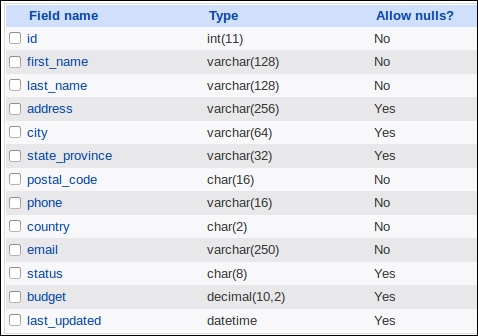 Field name Type Allow nulls?
id int(11) No
first_name varchar(128) No
last_name varchar(128) No
address varchar(256) Yes
city varchar(64) Yes
state_province varchar(32) Yes
postal_code char(16) No
phone varchar(16) No
country char(2) No
email varchar(250) No
status char(8) Yes
budget decimal(10,2) Yes
last_updated datetime Yes